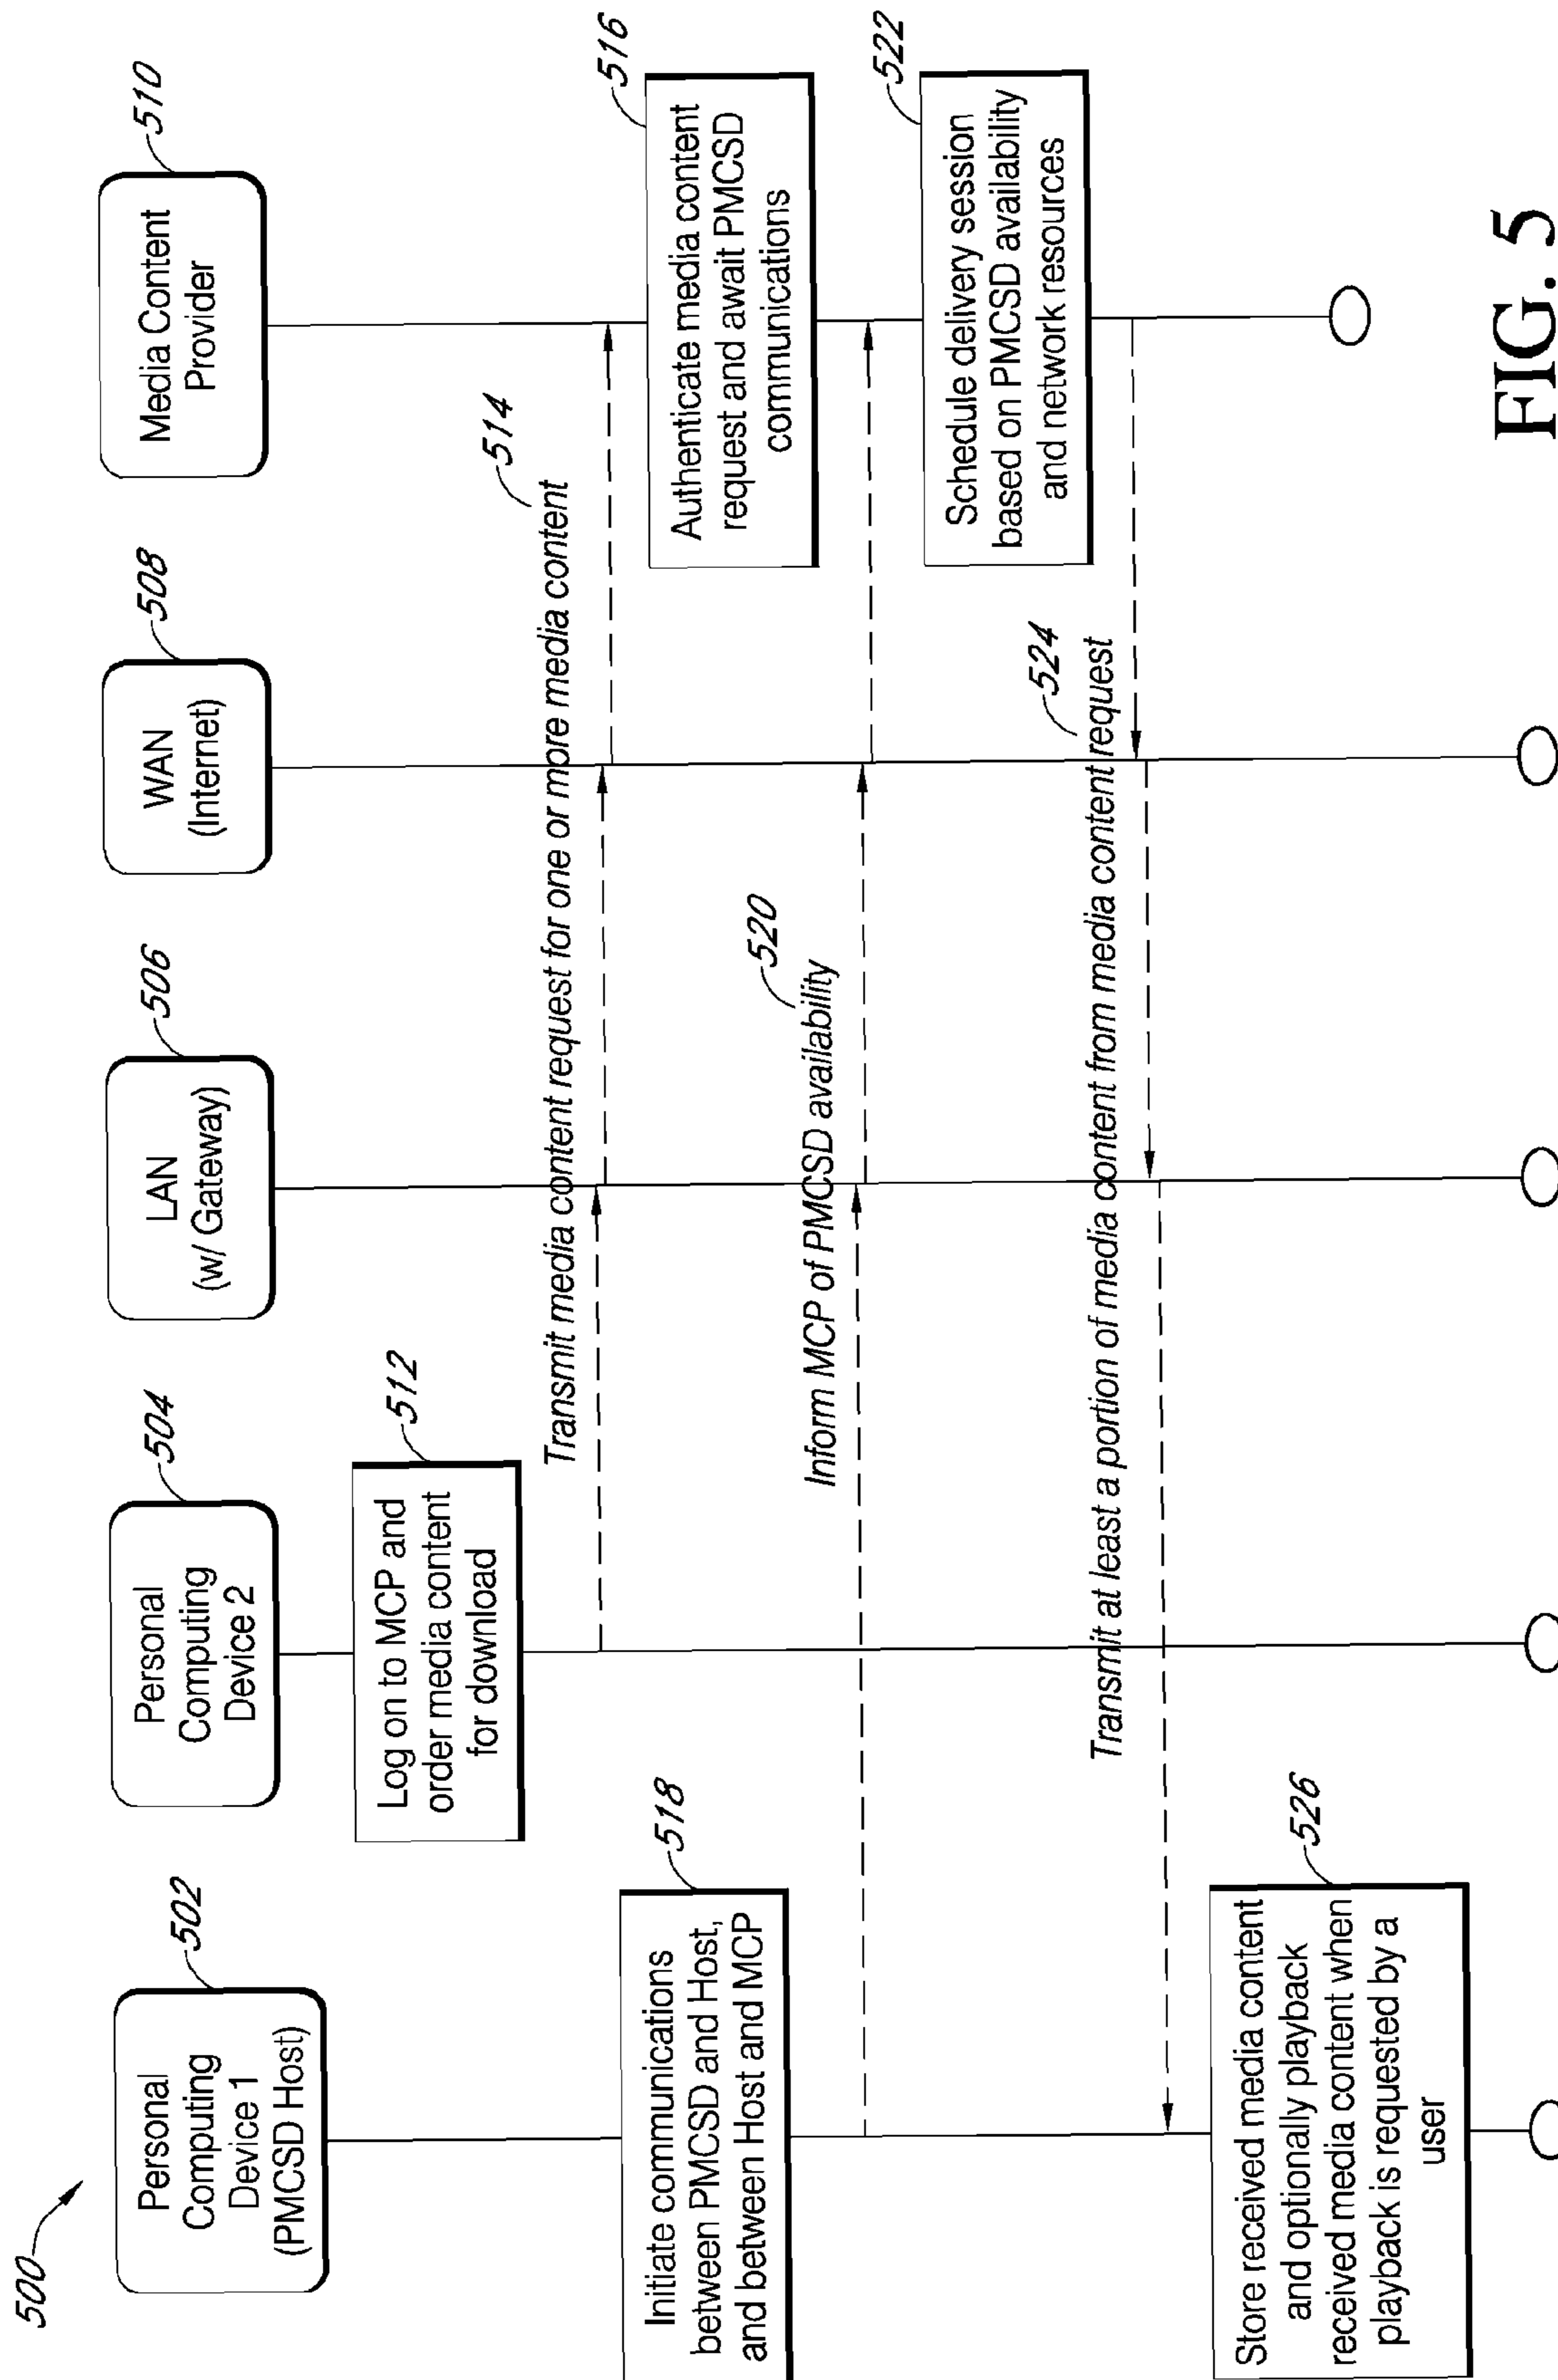 500
Personal
Computing
Device 1
(PMCSD Host)
502
Personal
Computing
Device 2
504
LAN
(w/ Gateway)
506
WAN
(Internet)
508
Media Content
Provider
510
Log on to MCP and
order media content
for download
512
Transmit media content request for one or more media content
514
Authenticate media content
request and await PMCSD
communications
516
Initiate communications
between PMCSD and Host,
and between Host and MCP
518
Inform MCP of PMCSD availability
520
Schedule delivery session
based on PMCSD availability
and network resources
522
Transmit at least a portion of media content from media content request
524
Store received media content
and optionally playback
received media content when
playback is requested by a
user
526
FIG. 5